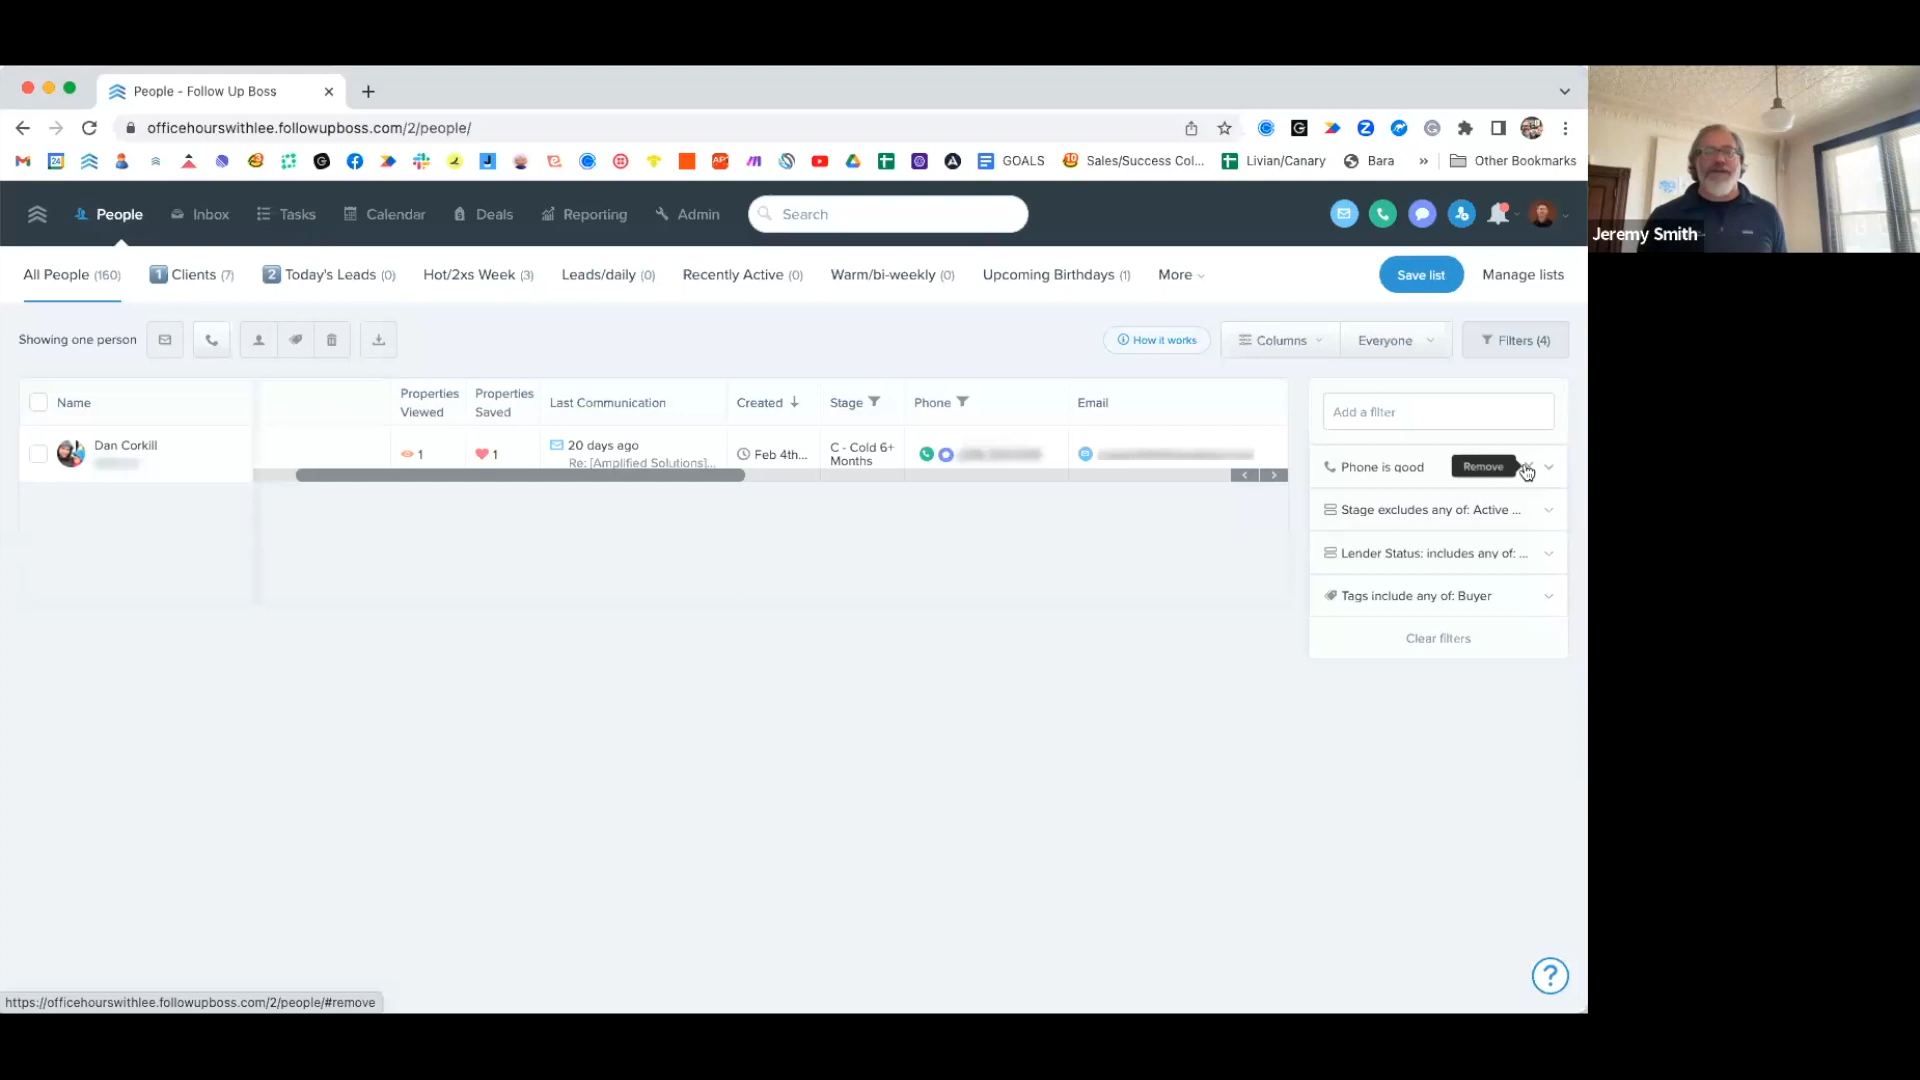 People - Follow Up Boss
officehourswithlee.followupboss.com/2/people/
GOALS
Sales/Success Col...
Livian/Canary
Bara
»
Other Bookmarks
People
Inbox
Tasks
Calendar
Deals
Reporting
Admin
Search
Jeremy Smith
All People (160)
1 Clients (7)
2 Today's Leads (0)
Hot/2xs Week (3)
Leads/daily (0)
Recently Active (0)
Warm/bi-weekly (0)
Upcoming Birthdays (1)
More
Save list
Manage lists
Showing one person
How it works
Columns
Everyone
Filters (4)
Name
Properties
Viewed
Properties
Saved
Last Communication
Created
Stage
Phone
Email
Add a filter
Dan Corkill
1
1
20 days ago
Re: [Amplified Solutions]...
Feb 4th...
C - Cold 6+
Months
Phone is good
Remove
Stage excludes any of: Active ...
Lender Status: includes any of: ...
Tags include any of: Buyer
Clear filters
?
https://officehourswithlee.followupboss.com/2/people/#remove